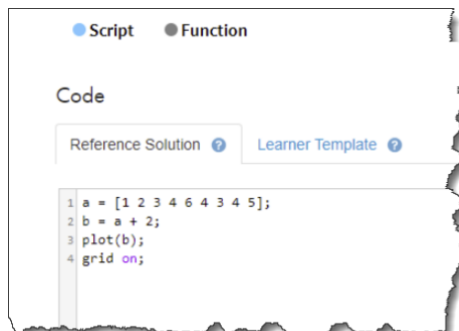 Script Function
Code
Reference Solution ? Learner Template ?
1 a = [1 2 3 4 6 4 3 4 5];
2 b = a + 2;
3 plot(b);
4 grid on;